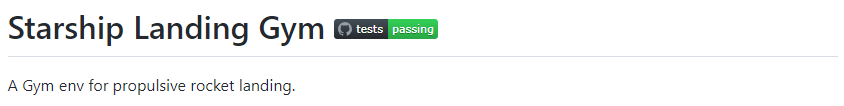 Starship Landing Gym tests passing
A Gym env for propulsive rocket landing.